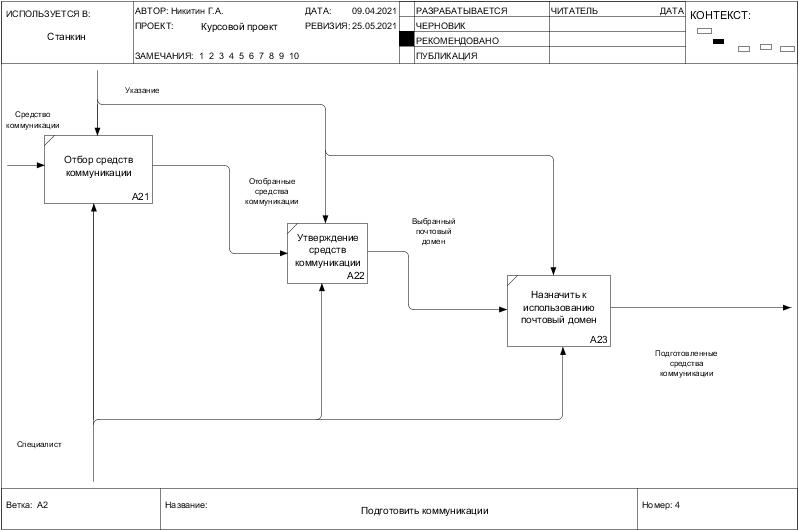 ИСПОЛЬЗУЕТСЯ В:
Станкин
АВТОР: Никитин Г.А.
ДАТА: 09.04.2021
ПРОЕКТ: Курсовой проект
РЕВИЗИЯ: 25.05.2021
ЗАМЕЧАНИЯ: 1 2 3 4 5 6 7 8 9 10
РАЗРАБАТЫВАЕТСЯ
ЧЕРНОВИК
РЕКОМЕНДОВАНО
ПУБЛИКАЦИЯ
ЧИТАТЕЛЬ
ДАТА
КОНТЕКСТ:
Указание
Средство
коммуникации
Отбор средств
коммуникации
A21
Отобранные
средства
коммуникации
Утверждение
средств
коммуникации
A22
Выбранный
почтовый
домен
Назначить к
использованию
почтовый домен
A23
Подготовленные
средства
коммуникации
Специалист
Ветка: A2
Название:
Подготовить коммуникации
Номер: 4